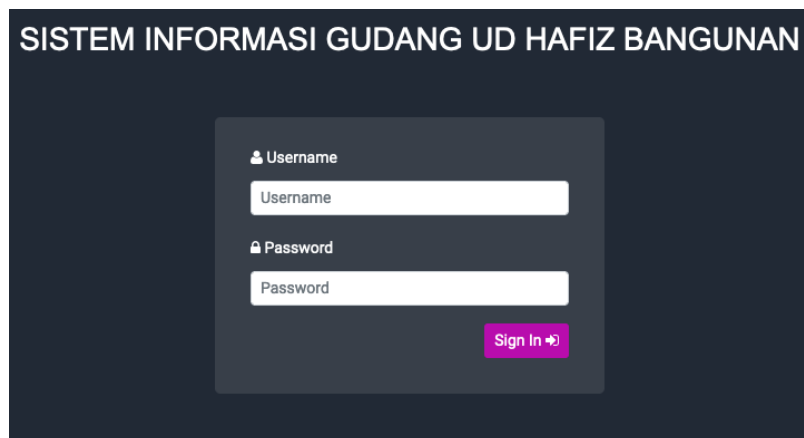 SISTEM INFORMASI GUDANG UD HAFIZ BANGUNAN
Username
Username
Password
Password
Sign In